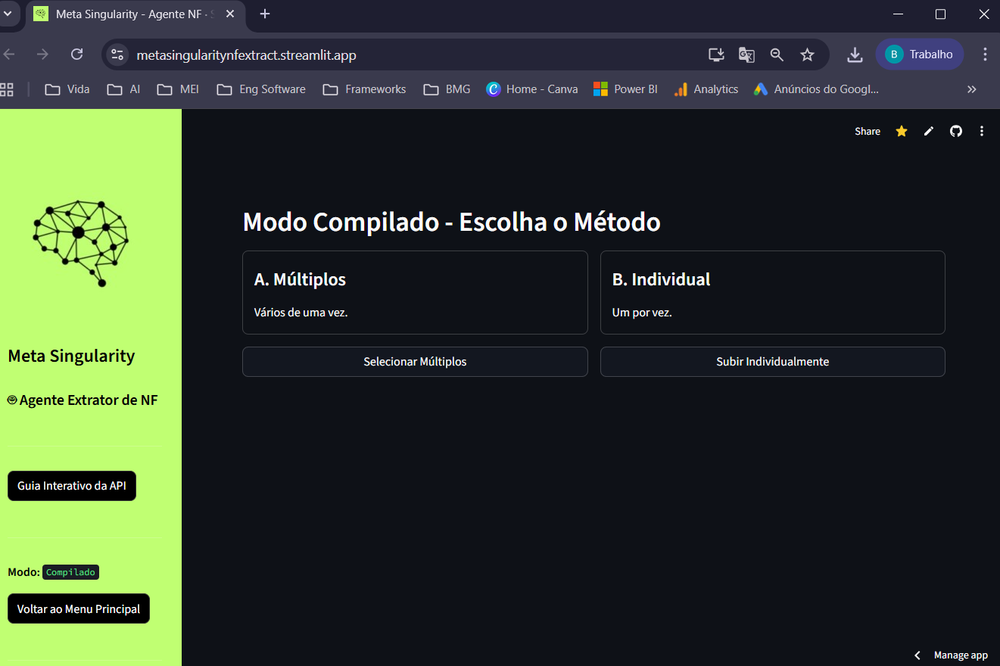 Meta Singularity - Agente NF ·
metasingularitynfextract.streamlit.app
B Trabalho
Vida
AI
MEI
Eng Software
Frameworks
BMG
Home - Canva
Power BI
Analytics
Anúncios do Googl...
Share
Meta Singularity
Agente Extrator de NF
Guia Interativo da API
Modo: Compilado
Voltar ao Menu Principal
Modo Compilado - Escolha o Método
A. Múltiplos
Vários de uma vez.
Selecionar Múltiplos
B. Individual
Um por vez.
Subir Individualmente
Manage app